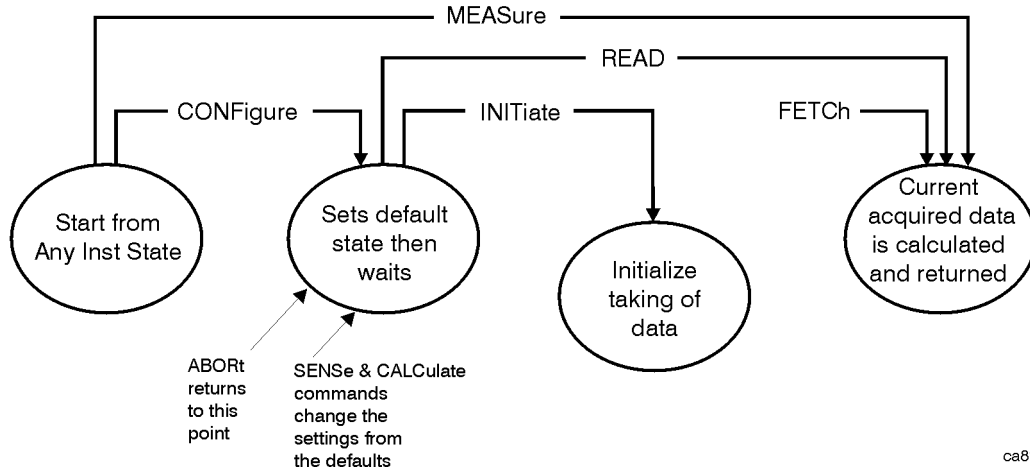 MEASure
READ
CONFigure
INITiate
FETCh
Start from
Any Inst State
Sets default
state then
waits
Initialize
taking of
data
Current
acquired data
is calculated
and returned
ABORt
returns
to this
point
SENSe & CALCulate
commands
change the
settings from
the defaults
ca8